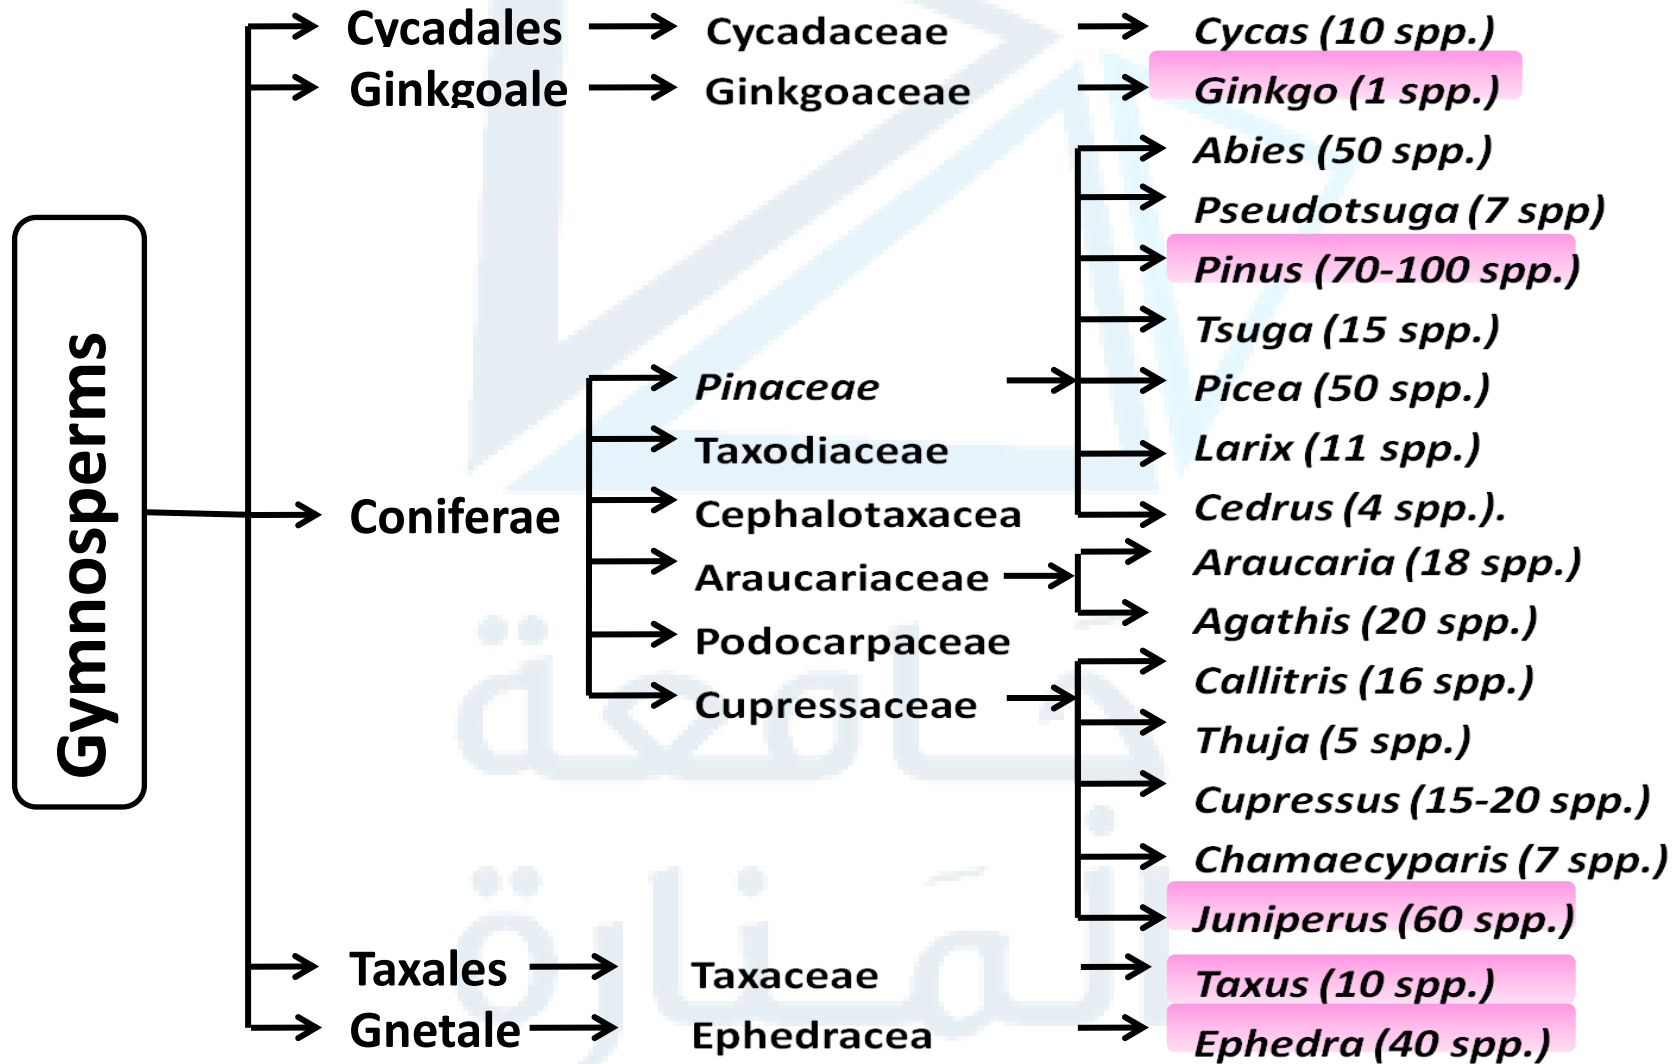 Gymnosperms
Cycadales
Ginkgoale
Coniferae
Taxales
Gnetale
Cycadaceae
Ginkgoaceae
Pinaceae
Taxodiaceae
Cephalotaxacea
Araucariaceae
Podocarpaceae
Cupressaceae
Taxaceae
Ephedracea
Cycas (10 spp.)
Ginkgo (1 spp.)
Abies (50 spp.)
Pseudotsuga (7 spp)
Pinus (70-100 spp.)
Tsuga (15 spp.)
Picea (50 spp.)
Larix (11 spp.)
Cedrus (4 spp.).
Araucaria (18 spp.)
Agathis (20 spp.)
Callitris (16 spp.)
Thuja (5 spp.)
Cupressus (15-20 spp.)
Chamaecyparis (7 spp.)
Juniperus (60 spp.)
Taxus (10 spp.)
Ephedra (40 spp.)
جَامعة
المَنارة